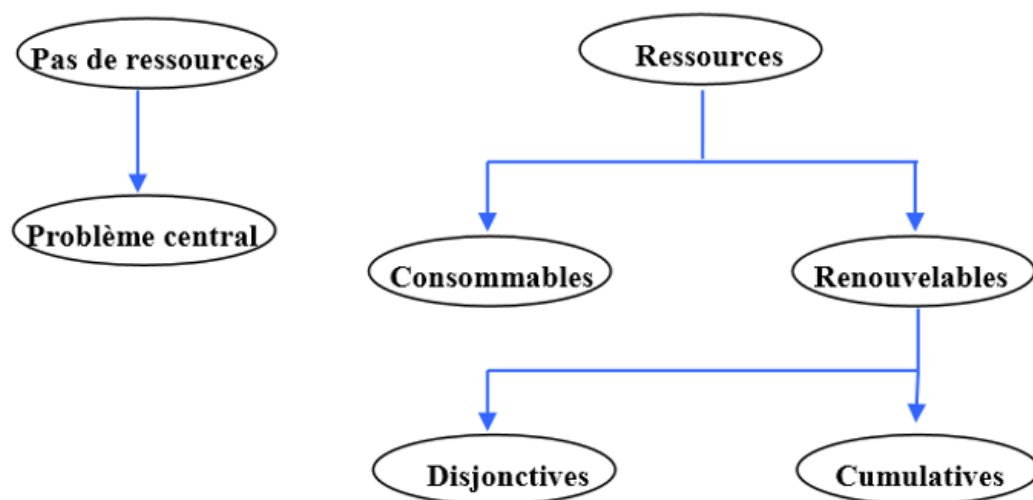 Pas de ressources
Ressources
Problème central
Consommables
Renouvelables
Disjonctives
Cumulatives